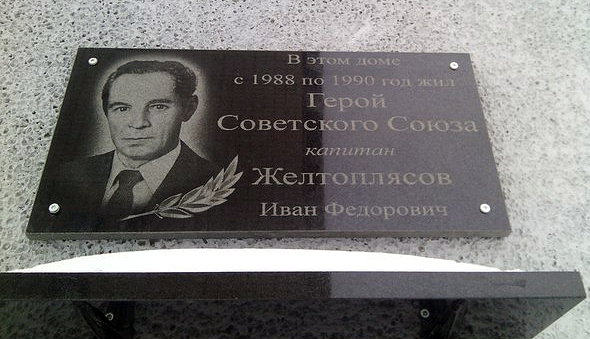 В этом доме
с 1988 по 1990 год жил
Герой
Советского Союза
капитан
Желтоплясов
Иван Федорович